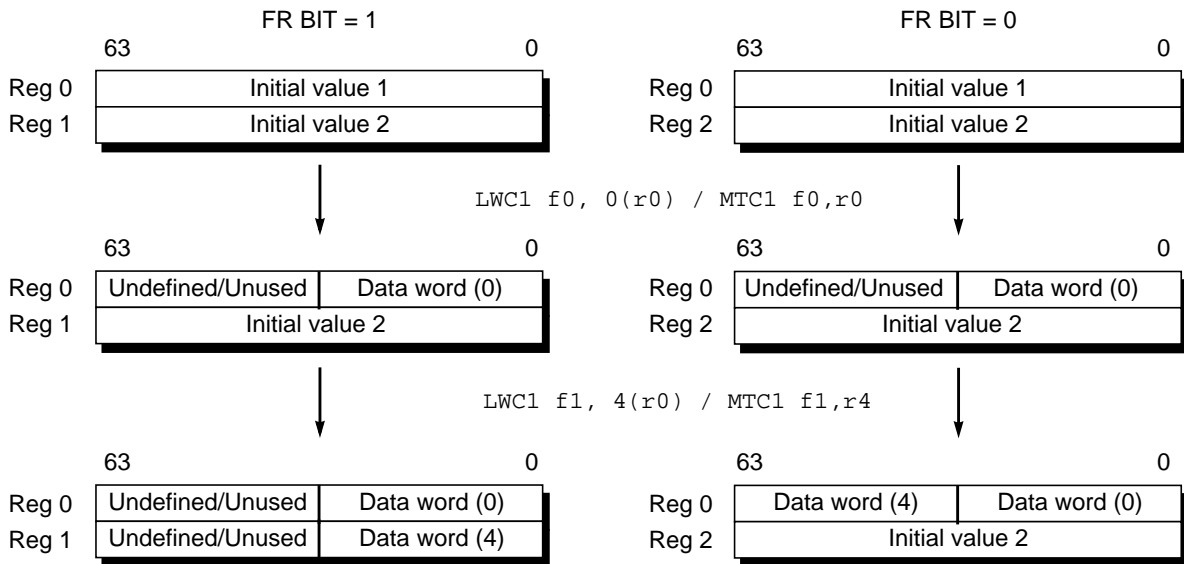 FR BIT = 1 FR BIT = 0
63 0 63 0
Reg 0 Initial value 1 Reg 0 Initial value 1
Reg 1 Initial value 2 Reg 2 Initial value 2
LWC1 f0, 0(r0) / MTC1 f0,r0
63 0 63 0
Reg 0 Undefined/Unused Data word (0) Reg 0 Undefined/Unused Data word (0)
Reg 1 Initial value 2 Reg 2 Initial value 2
LWC1 f1, 4(r0) / MTC1 f1,r4
63 0 63 0
Reg 0 Undefined/Unused Data word (0) Reg 0 Data word (4) Data word (0)
Reg 1 Undefined/Unused Data word (4) Reg 2 Initial value 2